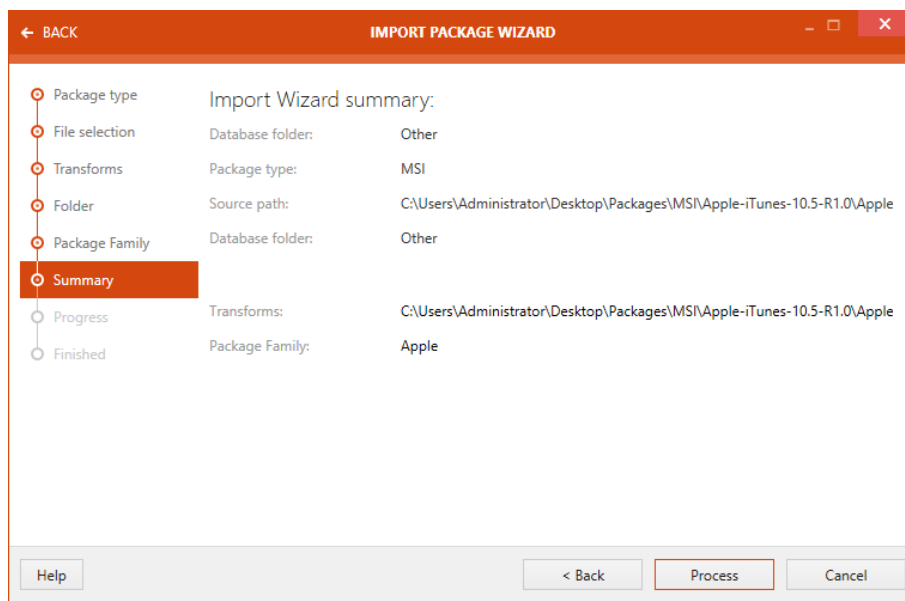 BACK
IMPORT PACKAGE WIZARD
Package type
File selection
Transforms
Folder
Package Family
Summary
Progress
Finished
Import Wizard summary:
Database folder: Other
Package type: MSI
Source path: C:\Users\Administrator\Desktop\Packages\MSI\Apple-iTunes-10.5-R1.0\Apple
Database folder: Other
Transforms: C:\Users\Administrator\Desktop\Packages\MSI\Apple-iTunes-10.5-R1.0\Apple
Package Family: Apple
Help
< Back
Process
Cancel